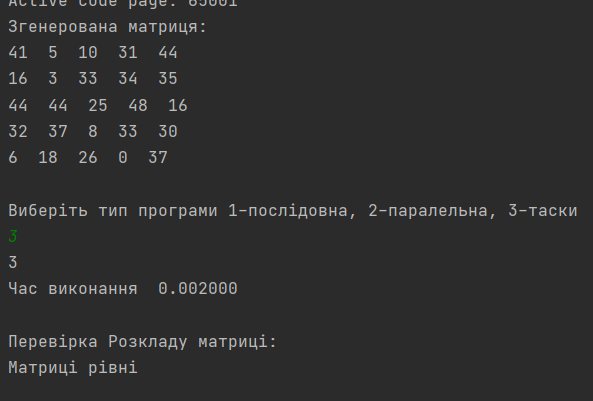 Active code page: 65001
Згенерована матриця:
41  5  10  31  44
16  3  33  34  35
44  44  25  48  16
32  37  8  33  30
6  18  26  0  37
Виберіть тип програми 1-послідовна, 2-паралельна, 3-таски
3
3
Час виконання  0.002000
Перевірка Розкладу матриці:
Матриці рівні